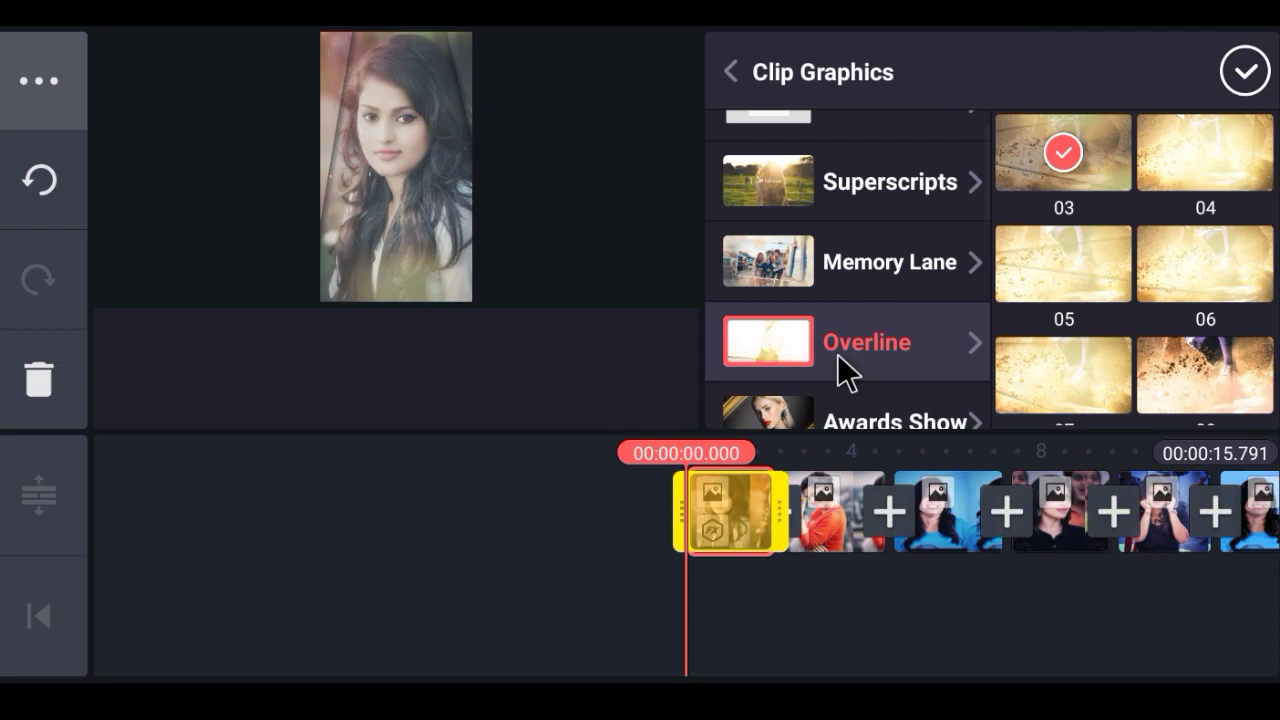 Clip Graphics
Superscripts
03
04
Memory Lane
05
06
Overline
Awards Show
00:00:00.000
4
8
00:00:15.791